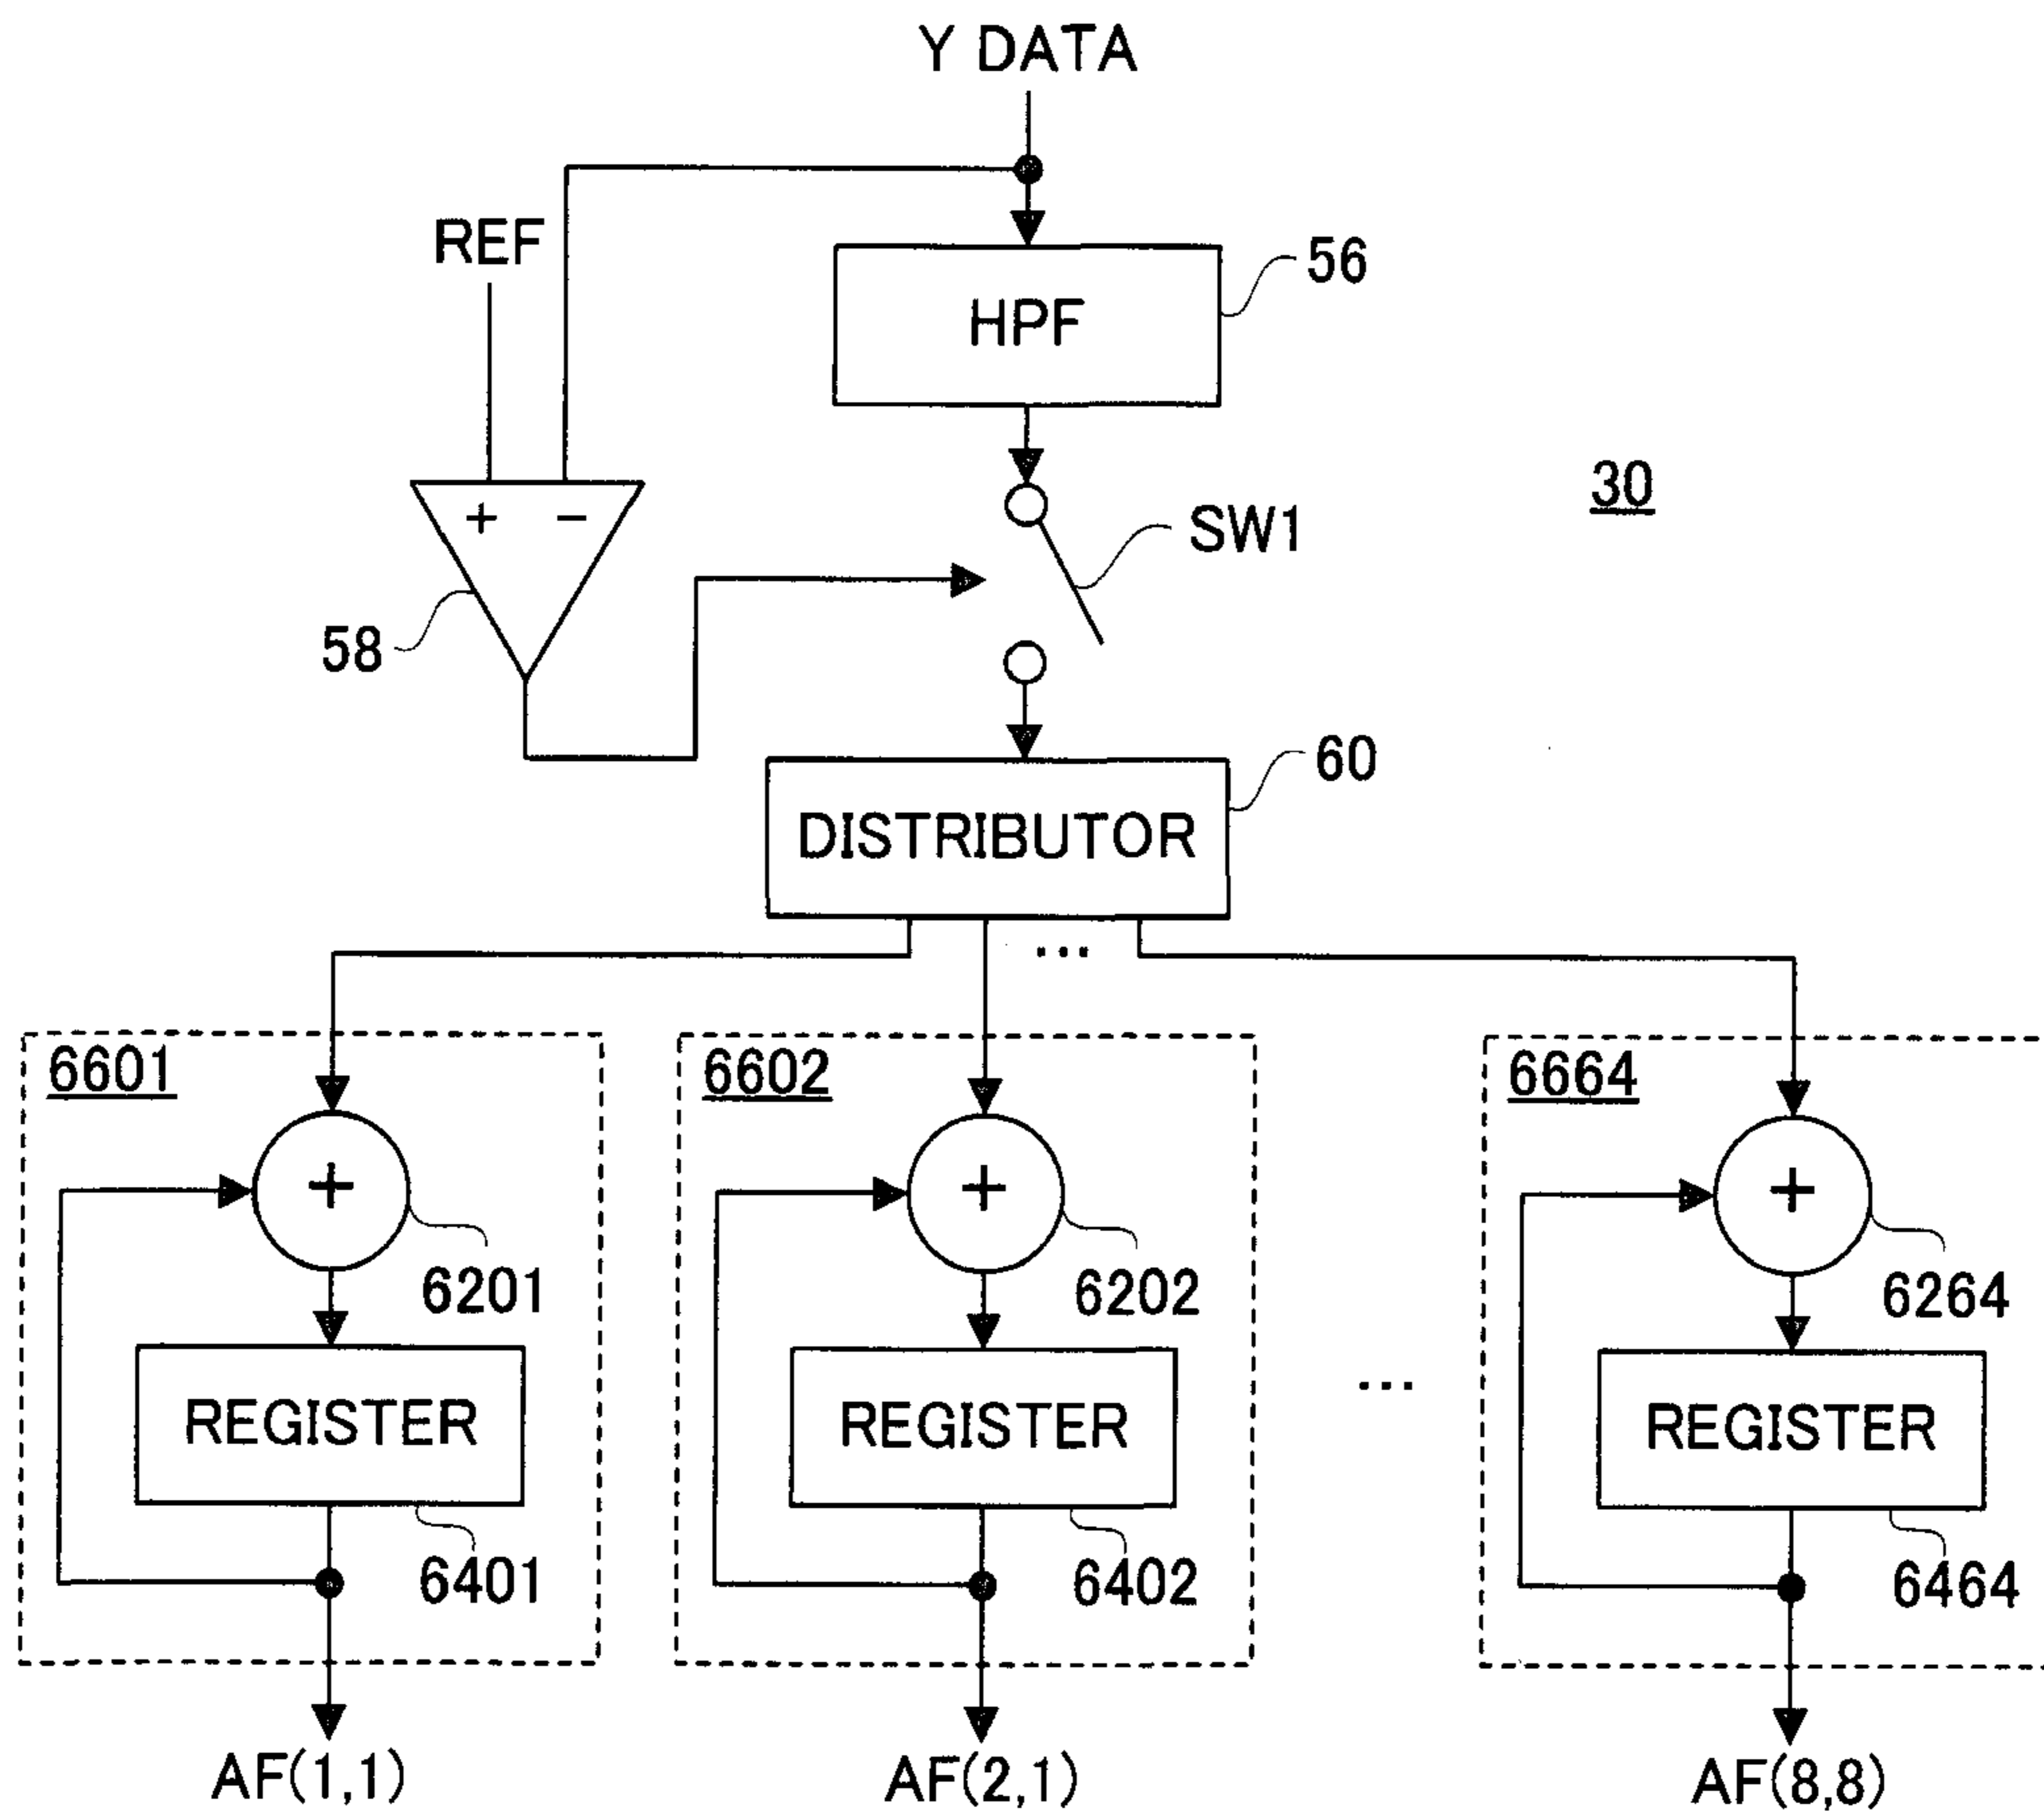 Y DATA
REF
56
HPF
30
+ −
SW1
58
60
DISTRIBUTOR
...
6601
6602
6664
+
+
+
6201
6202
6264
REGISTER
REGISTER
...
REGISTER
6401
6402
6464
AF(1,1)
AF(2,1)
AF(8,8)